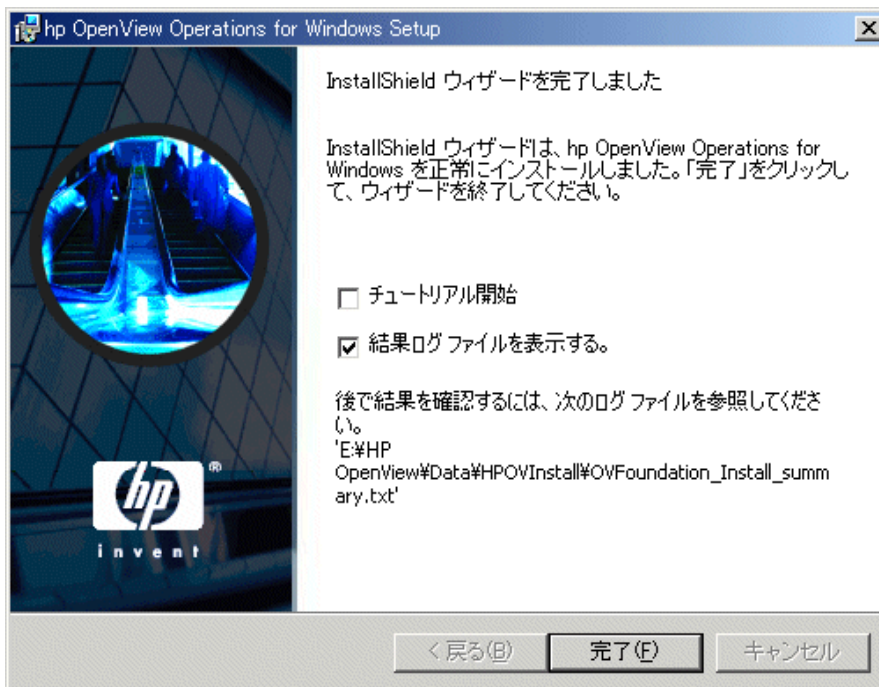 hp OpenView Operations for Windows Setup
InstallShield ウィザードを完了しました
InstallShield ウィザードは、hp OpenView Operations for
Windows を正常にインストールしました。「完了」をクリックし
て、ウィザードを終了してください。
チュートリアル開始
結果ログ ファイルを表示する。
後で結果を確認するには、次のログ ファイルを参照してくださ
い。
'E:¥HP
OpenView¥Data¥HPOVInstall¥OVFoundation_Install_summ
ary.txt'
hp ®
invent
< 戻る(B)
完了(F)
キャンセル